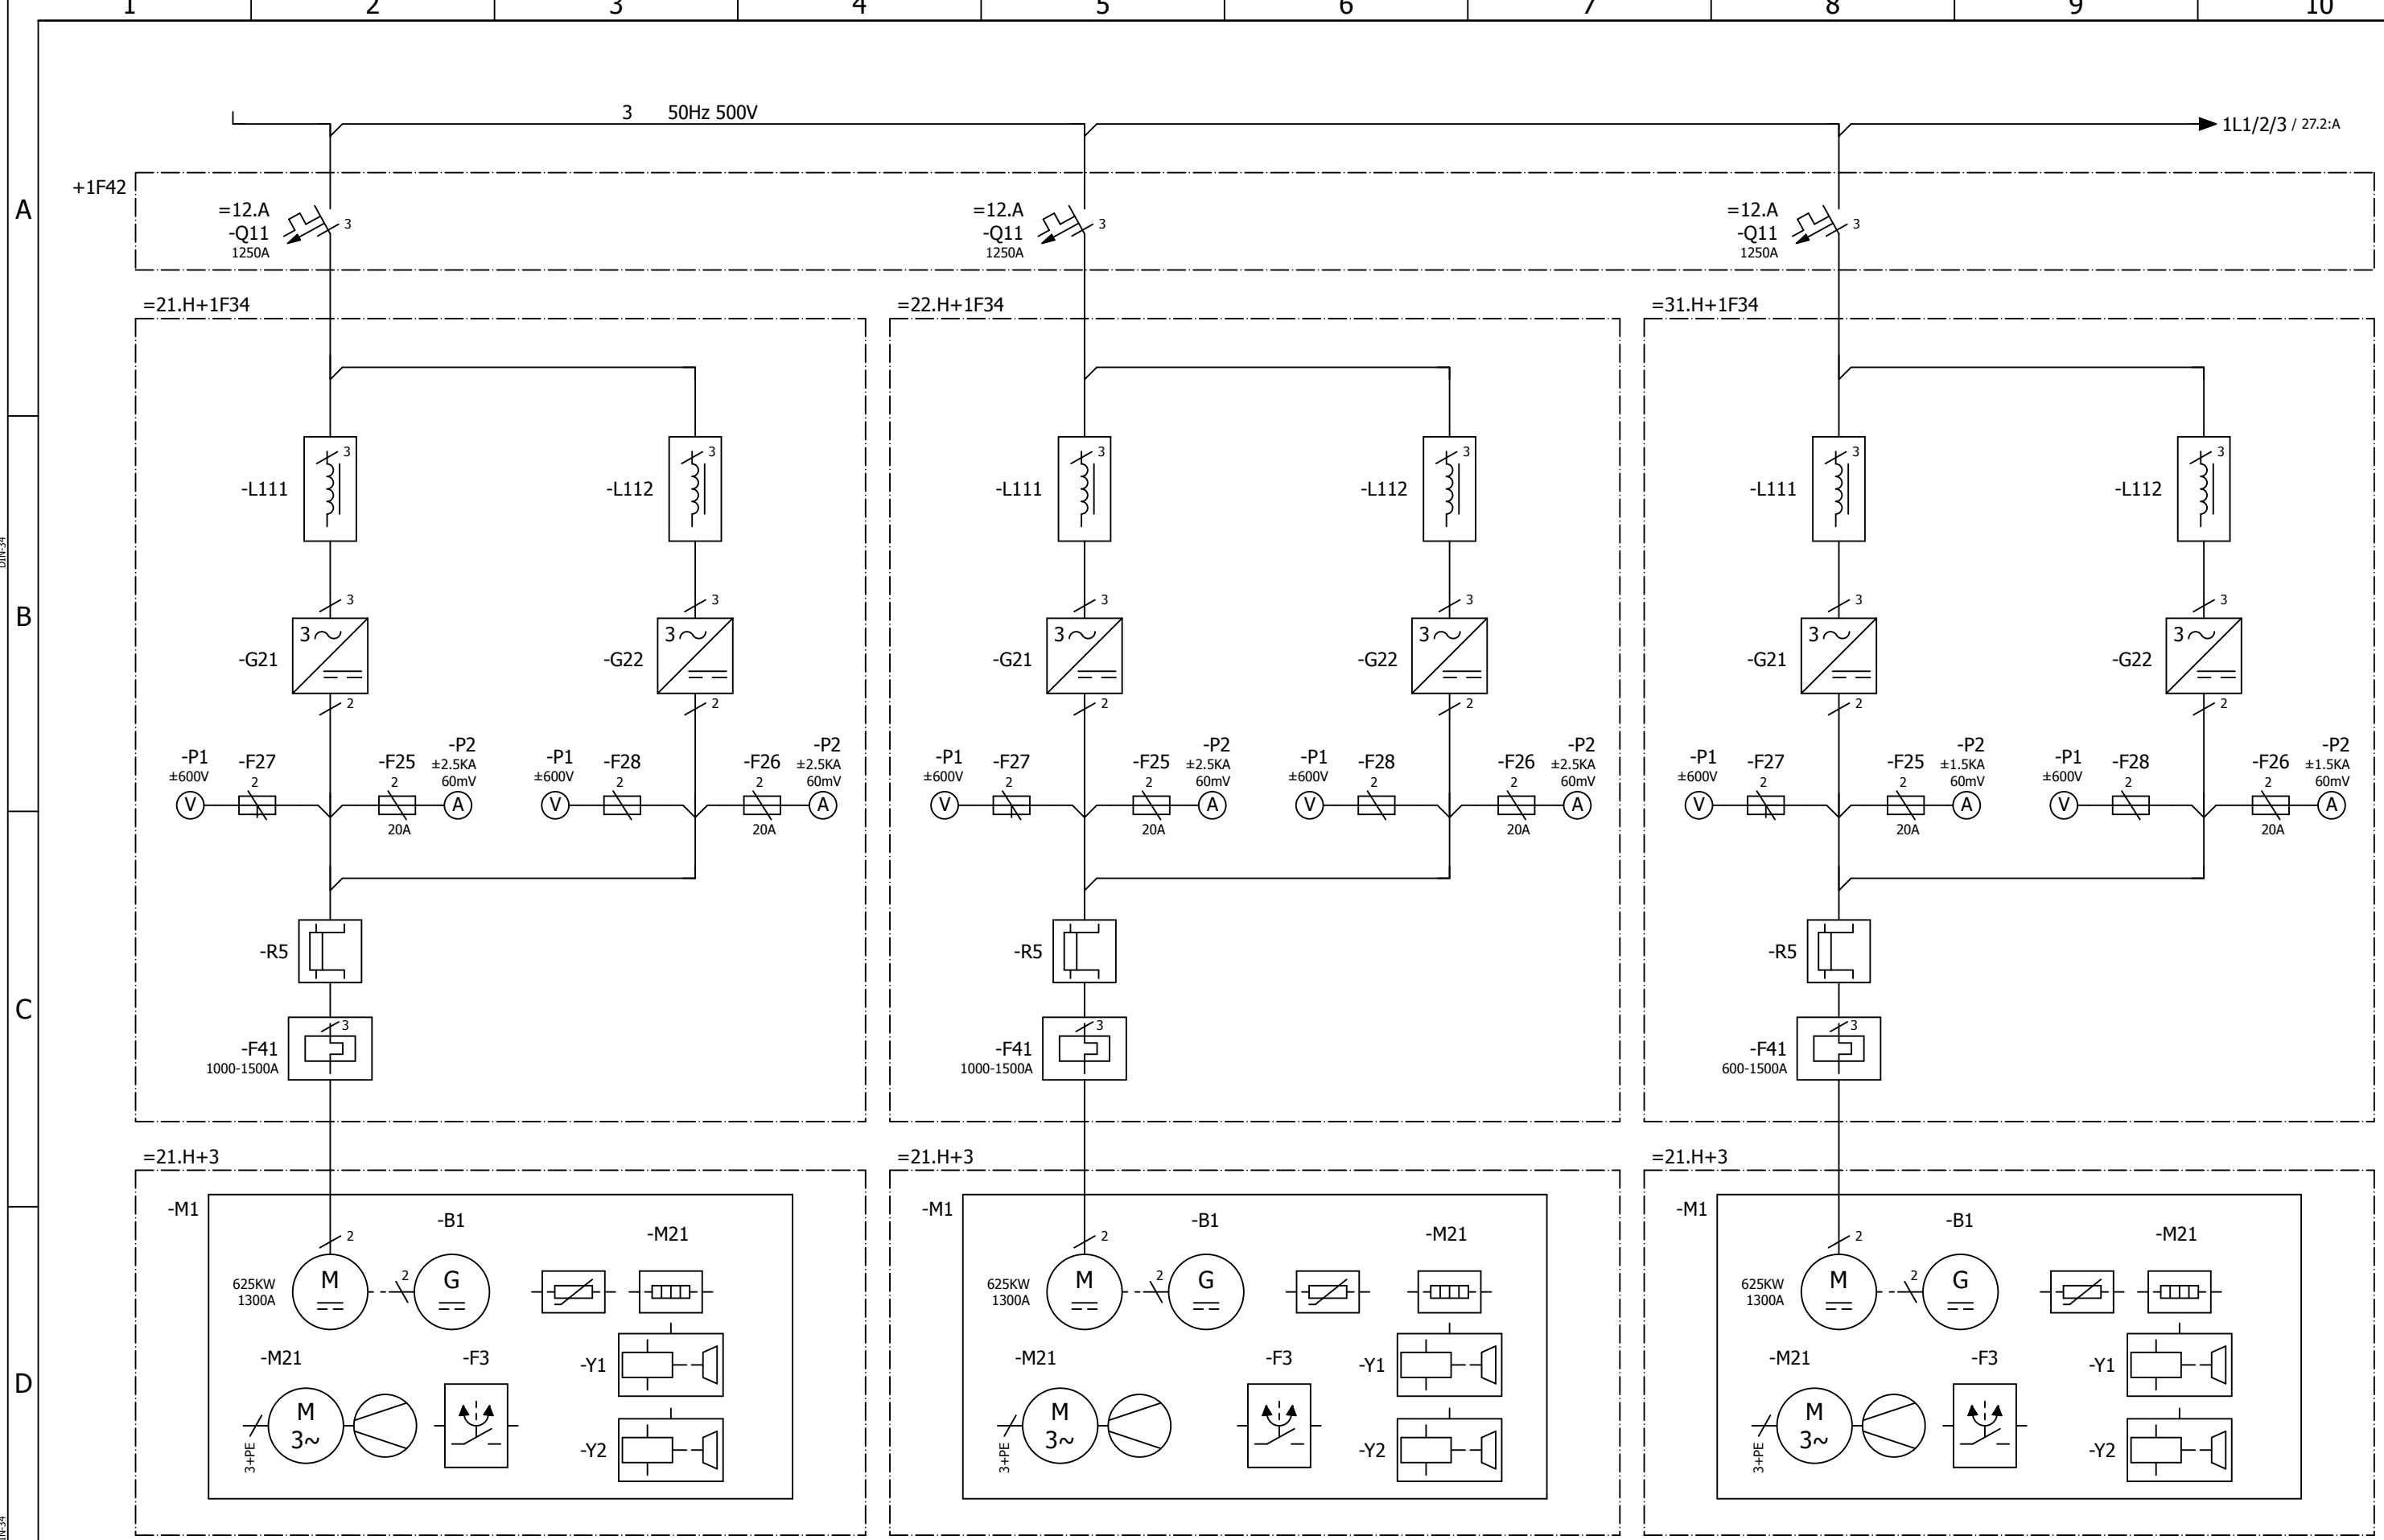 1 2 3 4 5 6 7 8 9 10
3 50Hz 500V
1L1/2/3 / 27.2:A
A
+1F42
=12.A
-Q11
1250A
3
=12.A
-Q11
1250A
3
=12.A
-Q11
1250A
3
=21.H+1F34
=22.H+1F34
=31.H+1F34
3 3 3 3 3 3
-L111 -L112 -L111 -L112 -L111 -L112
DIN-34
B
3 3 3 3 3 3
3 3 3 3 3 3
-G21 -G22 -G21 -G22 -G21 -G22
2 2 2 2 2 2
-P1
±600V
V
-F27
2
-F25
2
20A
-P2
±2.5KA
60mV
A
-P1
±600V
V
-F28
2
-F26
2
20A
-P2
±2.5KA
60mV
A
-P1
±600V
V
-F27
2
-F25
2
20A
-P2
±2.5KA
60mV
A
-P1
±600V
V
-F28
2
-F26
2
20A
-P2
±2.5KA
60mV
A
-P1
±600V
V
-F27
2
-F25
2
20A
-P2
±1.5KA
60mV
A
-P1
±600V
V
-F28
2
-F26
2
20A
-P2
±1.5KA
60mV
A
-R5 -R5 -R5
C
3
-F41
1000-1500A
3
-F41
1000-1500A
3
-F41
600-1500A
=21.H+3
-M1
2
625KW
1300A
M
2
-B1
G
-M21
-M21
M
3~
3+PE
-F3
-Y1
-Y2
=21.H+3
-M1
2
625KW
1300A
M
2
-B1
G
-M21
-M21
M
3~
3+PE
-F3
-Y1
-Y2
=21.H+3
-M1
2
625KW
1300A
M
2
-B1
G
-M21
-M21
M
3~
3+PE
-F3
-Y1
-Y2
D